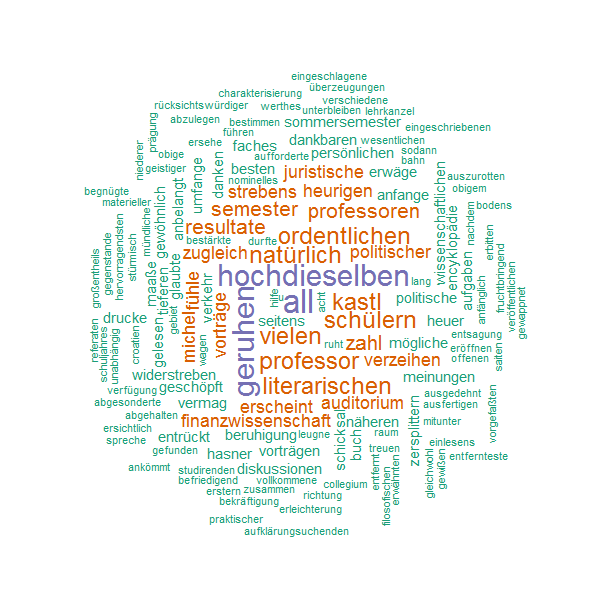 eingeschlagene
überzeugungen
charakterisierung
verschiedene
rücksichtswürdiger
werthes
unterbleiben
lehrkanzel
abzulegen
bestimmen
sommersemester
eingeschriebenen
prägung
führen
ersehe
faches
dankbaren
wesentlichen
niederer
obige
aufforderte
persönlichen
sodann
bahn
geistiger
danken
besten
juristische
erwäge
auszurotten
nominelles
begnügte
materieller
gewöhnlich
umfange
strebens
heurigen
anfange
wissenschaftlichen
obigem
mündliche
anbelangt
semester
professoren
encyklopädie
nachdem
bodens
großentheils
gegenstande
hervorragendsten
stürmisch
resultate
ordentlichen
erbitten
bestärkte
durfte
maaße
tieferen
glaubte
zugleich
natürlich
politischer
aufgaben
fruchtbringend
veröffentlichen
verkehr
hochdieselben
lang
anfänglich
gewappnet
gebiet
fühle
geruhen
hilfe
all
acht
kastl
politische
drucke
michel
vorträge
seitens
schülern
heuer
entsagung
referaten
schuljahres
unabhängig
croatien
gelesen
wagen
vielen
ruht
zahl
mögliche
eröffnen
offenen
saiten
widerstreben
professor
verzeihen
verfügung
geschöpft
literarischen
meinungen
abgesonderte
vermag
erscheint
auditorium
ausgedehnt
ausfertigen
vorgefaßten
abgehalten
finanzwissenschaft
schicksal
näheren
zersplittern
mitunter
ersichtlich
spreche
entrückt
beruhigung
leugne
buch
raum
einlesens
gefunden
hasner
vorträgen
treuen
gleichwohl
gewißen
entfernteste
ankömmt
studirenden
diskussionen
entfernt
erwähnten
befriedigend
vollkommene
collegium
filosofischen
erstern
zusammen
richtung
bekräftigung
erleichterung
praktischer
aufklärungsuchenden